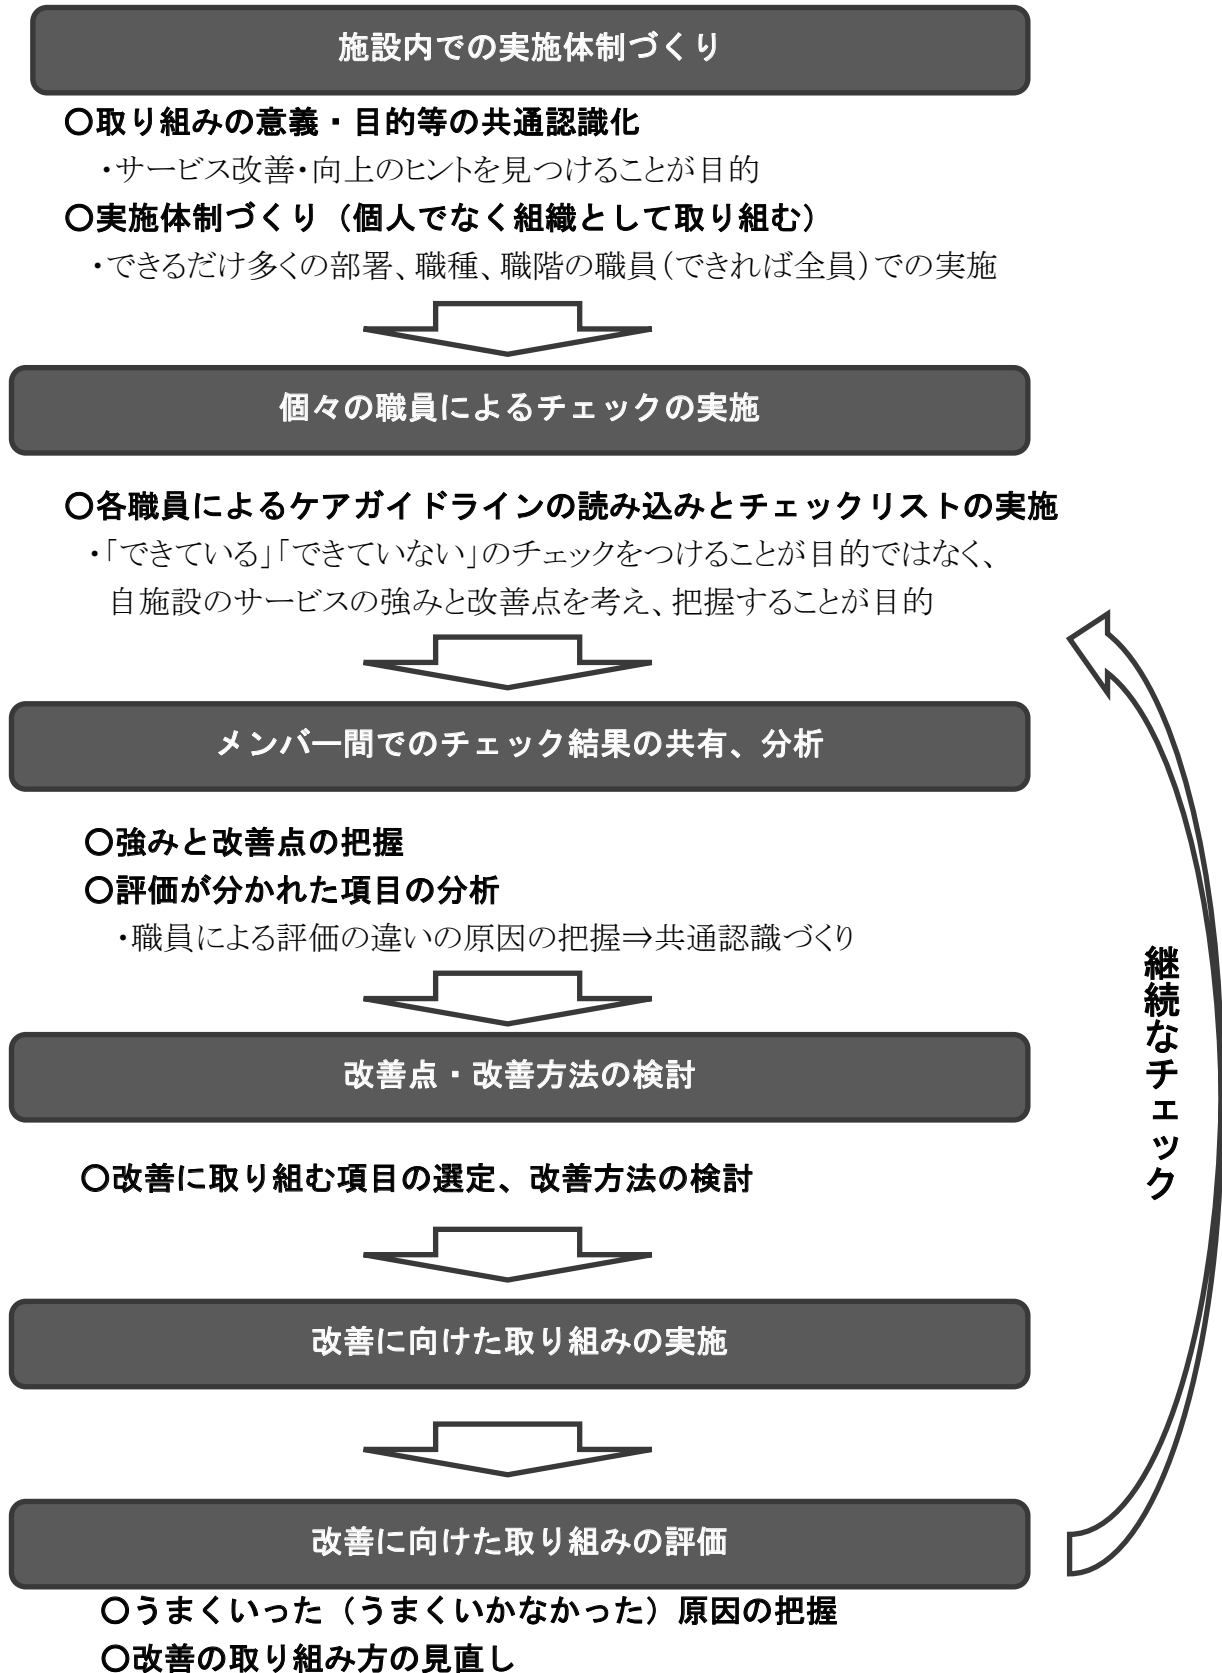 施設内での実施体制づくり
○取り組みの意義・目的等の共通認識化
・サービス改善・向上のヒントを見つけることが目的
○実施体制づくり（個人でなく組織として取り組む）
・できるだけ多くの部署、職種、職階の職員（できれば全員）での実施
個々の職員によるチェックの実施
○各職員によるケアガイドラインの読み込みとチェックリストの実施
・「できている」「できていない」のチェックをつけることが目的ではなく、
自施設のサービスの強みと改善点を考え、把握することが目的
メンバー間でのチェック結果の共有、分析
○強みと改善点の把握
○評価が分かれた項目の分析
・職員による評価の違いの原因の把握⇒共通認識づくり
改善点・改善方法の検討
○改善に取り組む項目の選定、改善方法の検討
改善に向けた取り組みの実施
改善に向けた取り組みの評価
○うまくいった（うまくいかなかった）原因の把握
○改善の取り組み方の見直し
継続なチェック